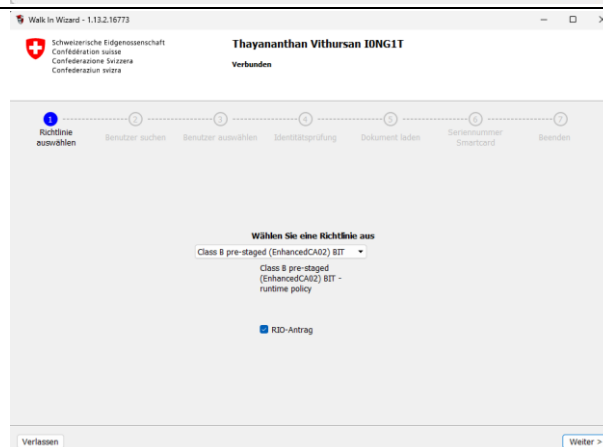 Walk In Wizard - 1.13.2.16773
Schweizerische Eidgenossenschaft
Confédération suisse
Confederazione Svizzera
Confederaziun svizra
Thayananthan Vithursan I0NG1T
Verbunden
1
2
3
4
5
6
7
Richtlinie
auswählen
Benutzer suchen
Benutzer auswählen
Identitätsprüfung
Dokument laden
Seriennummer
Smartcard
Beenden
Wählen Sie eine Richtlinie aus
Class B pre-staged (EnhancedCA02) BIT
Class B pre-staged
(EnhancedCA02) BIT -
runtime policy
RIO-Antrag
Verlassen
Weiter >